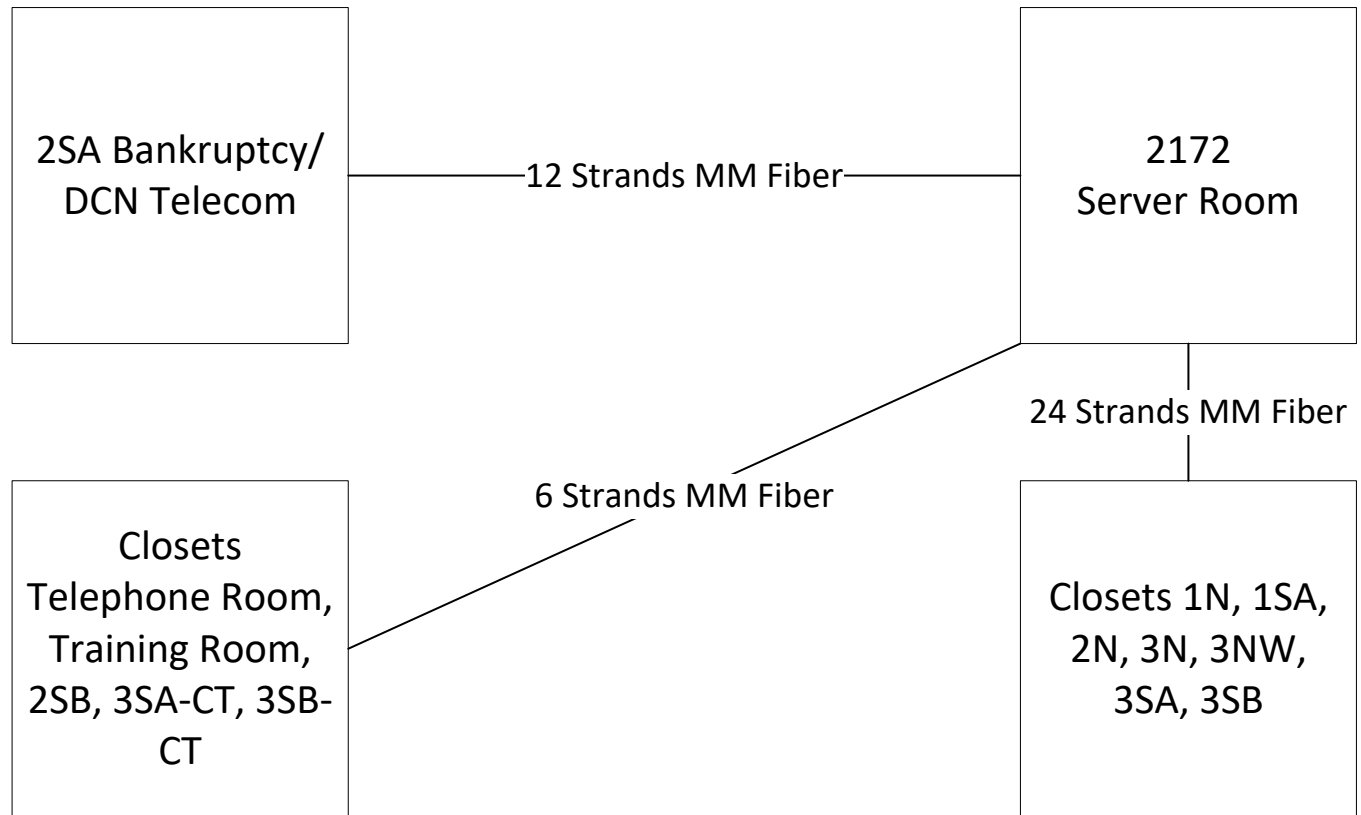 2SA Bankruptcy/
DCN Telecom
12 Strands MM Fiber
2172
Server Room
24 Strands MM Fiber
6 Strands MM Fiber
Closets
Telephone Room,
Training Room,
2SB, 3SA-CT, 3SB-
CT
Closets 1N, 1SA,
2N, 3N, 3NW,
3SA, 3SB